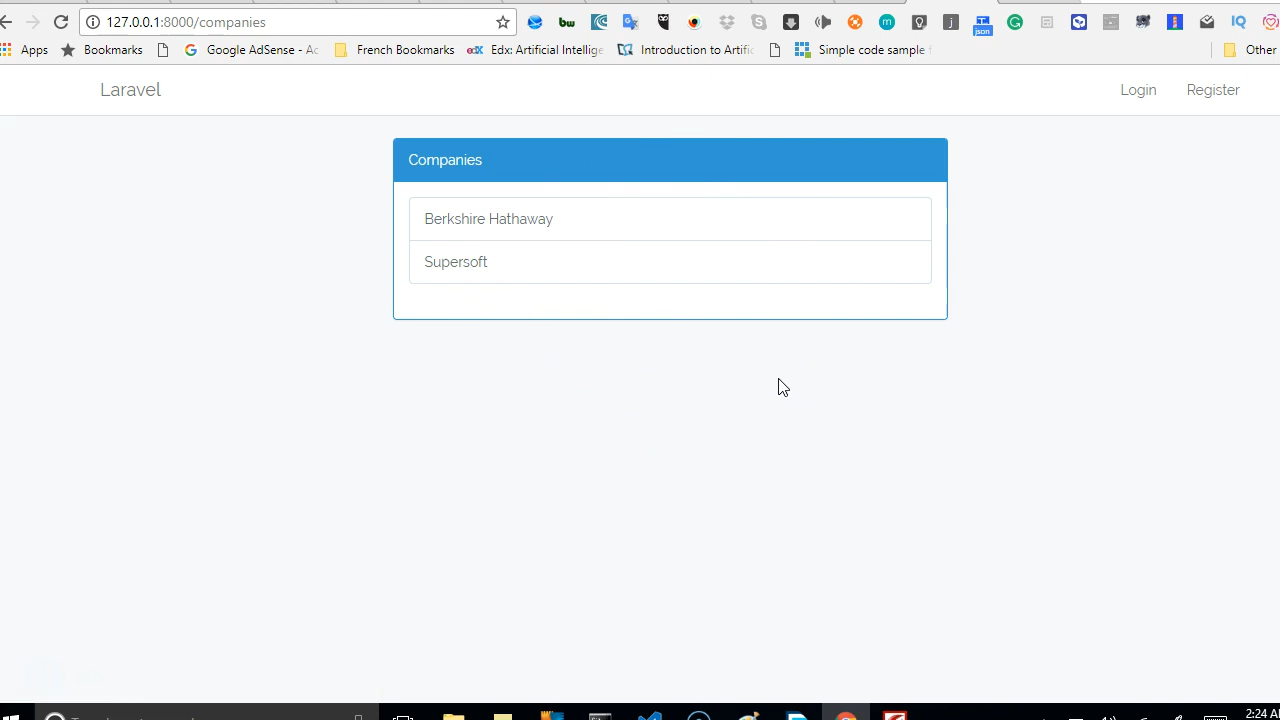 127.0.0.1:8000/companies
Apps Bookmarks Google AdSense - Ac French Bookmarks Edx: Artificial Intellige Introduction to Artific Simple code sample Other
Laravel Login Register
Companies
Berkshire Hathaway
Supersoft
2:24 A